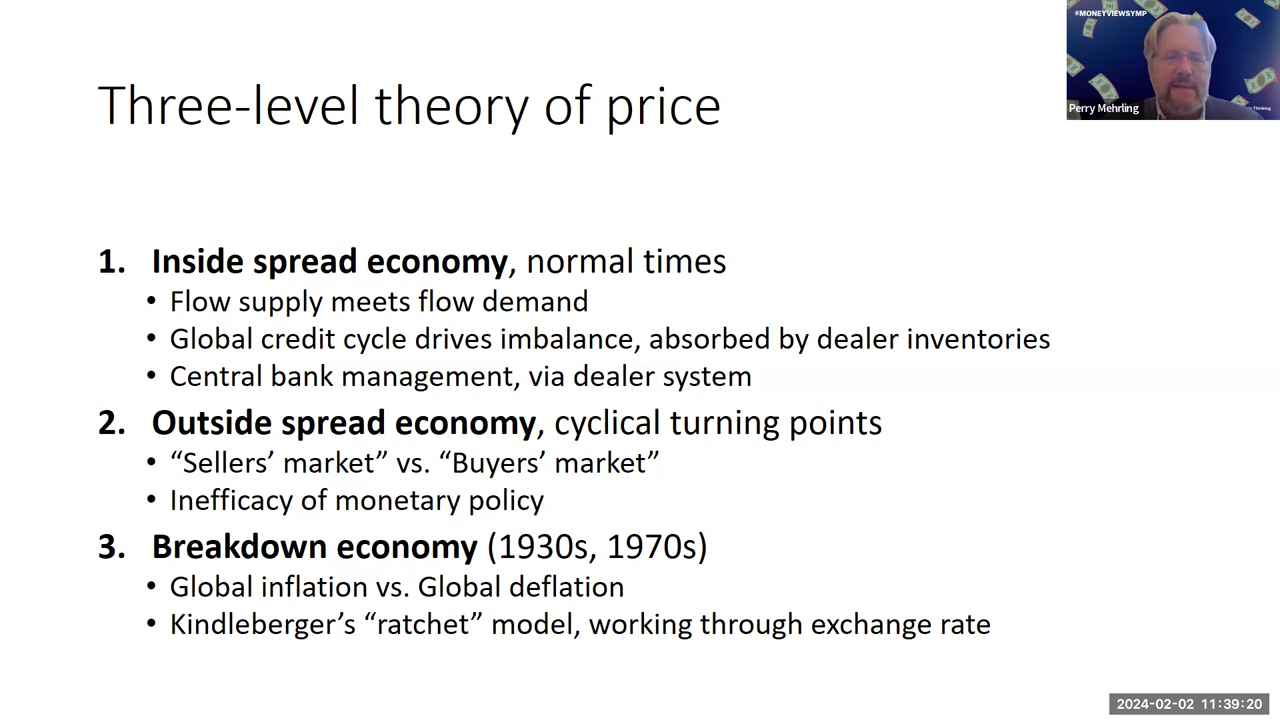 #MONEYVIEWSYMP
Perry Mehrling
Thinking
Three-level theory of price
1. Inside spread economy, normal times
• Flow supply meets flow demand
• Global credit cycle drives imbalance, absorbed by dealer inventories
• Central bank management, via dealer system
2. Outside spread economy, cyclical turning points
• “Sellers’ market” vs. “Buyers’ market”
• Inefficacy of monetary policy
3. Breakdown economy (1930s, 1970s)
• Global inflation vs. Global deflation
• Kindleberger’s “ratchet” model, working through exchange rate
2024-02-02 11:39:20